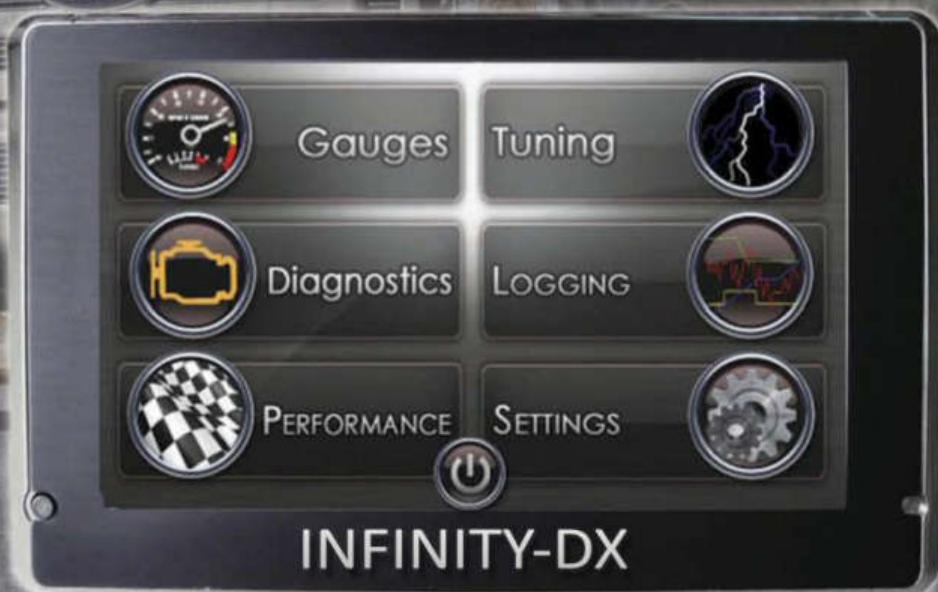 Gauges
Tuning
Diagnostics
LOGGING
PERFORMANCE
SETTINGS
INFINITY-DX